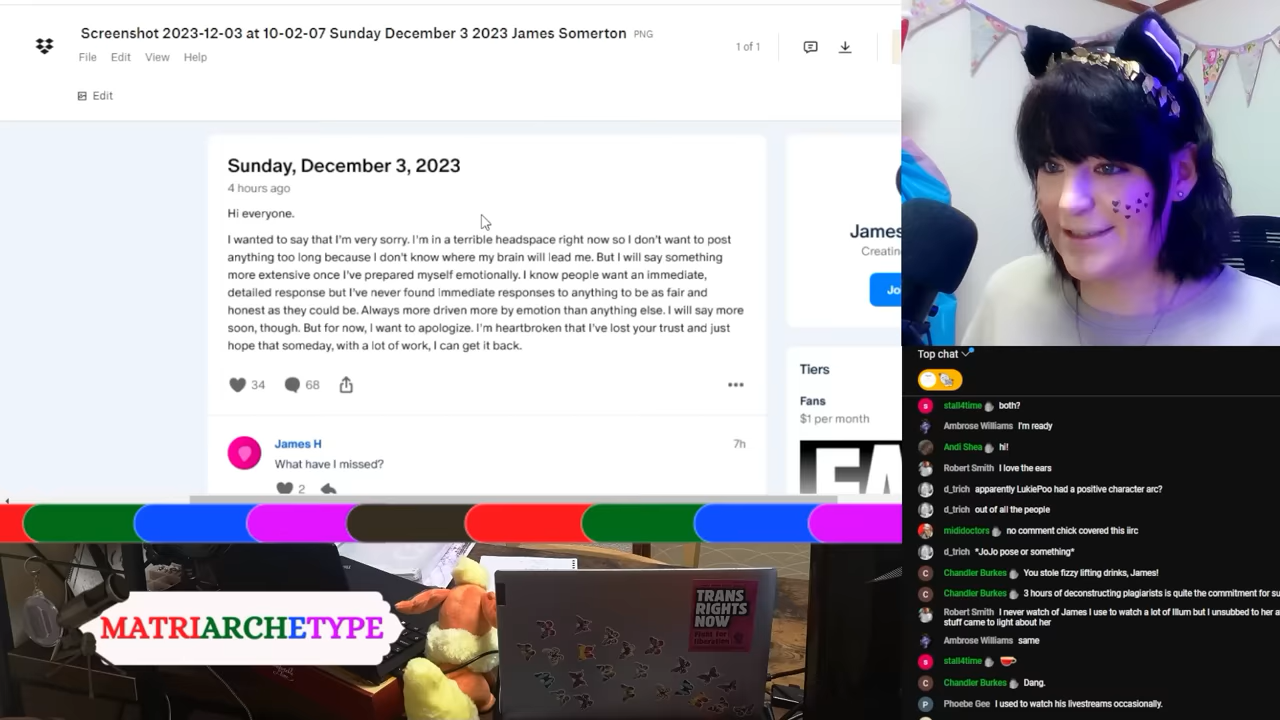 Screenshot 2023-12-03 at 10-02-07 Sunday December 3 2023 James Somerton PNG
File Edit View Help
1 of 1
Edit
Sunday, December 3, 2023
4 hours ago
Hi everyone.
I wanted to say that I'm very sorry. I'm in a terrible headspace right now so I don't want to post
anything too long because I don't know where my brain will lead me. But I will say something
more extensive once I've prepared myself emotionally. I know people want an immediate,
detailed response but I've never found immediate responses to anything to be as fair and
honest as they could be. Always more driven more by emotion than anything else. I will say more
soon, though. But for now, I want to apologize. I'm heartbroken that I've lost your trust and just
hope that someday, with a lot of work, I can get it back.
34 68
James H 7h
What have I missed?
2
James
Creatin
Jo
Tiers
Fans
$1 per month
FA
Top chat
stall4time both?
Ambrose Williams I'm ready
Andi Shea hi!
Robert Smith I love the ears
d_trich apparently LukiePoo had a positive character arc?
d_trich out of all the people
mididoctors no comment chick covered this iirc
d_trich *JoJo pose or something*
Chandler Burkes You stole fizzy lifting drinks, James!
Chandler Burkes 3 hours of deconstructing plagiarists is quite the commitment for su
Robert Smith I never watch of James I use to watch a lot of Illum but I unsubbed to her a
stuff came to light about her
Ambrose Williams same
stall4time
Chandler Burkes Dang.
Phoebe Gee I used to watch his livestreams occasionally.
MATRIARCHETYPE
TRANS
RIGHTS
NOW